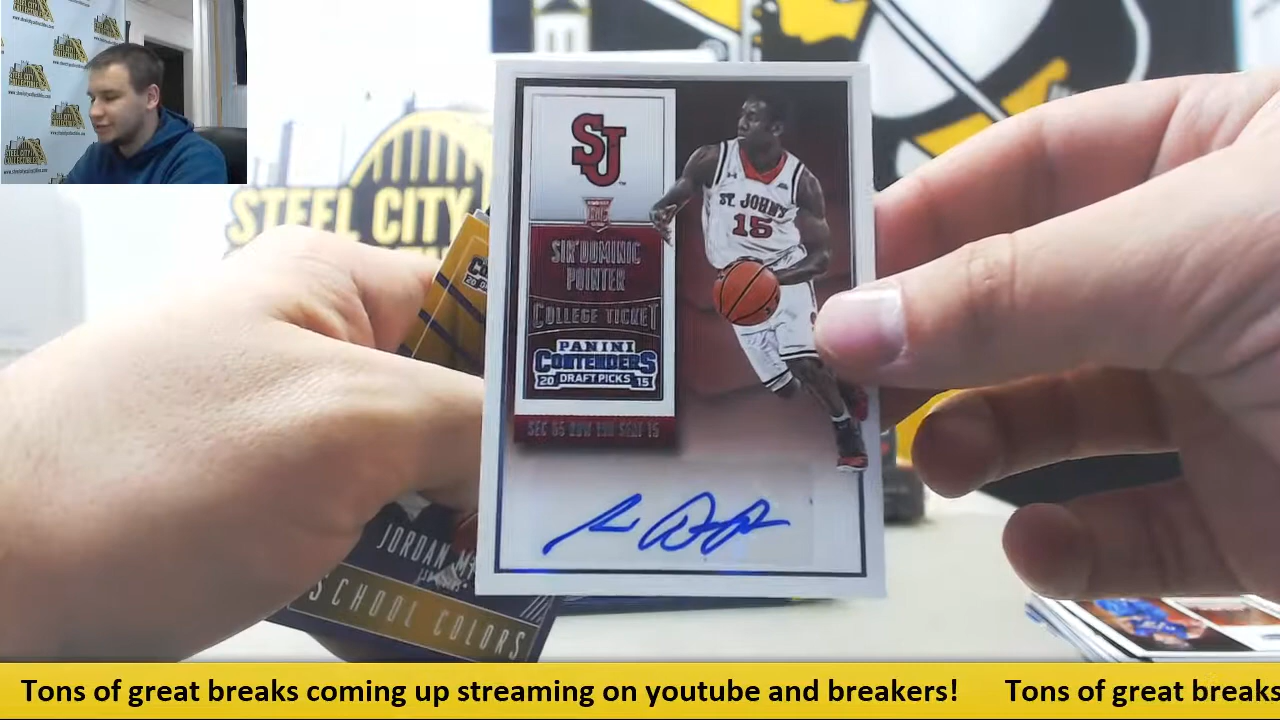 STEEL CITY
SJ
RC
SIR'DOMINIC
POINTER
COLLEGE TICKET
PANINI
CONTENDERS
20 DRAFT PICKS 15
ST. JOHN'S
15
JORDAN
SCHOOL COLORS
Tons of great breaks coming up streaming on youtube and breakers! Tons of great breaks